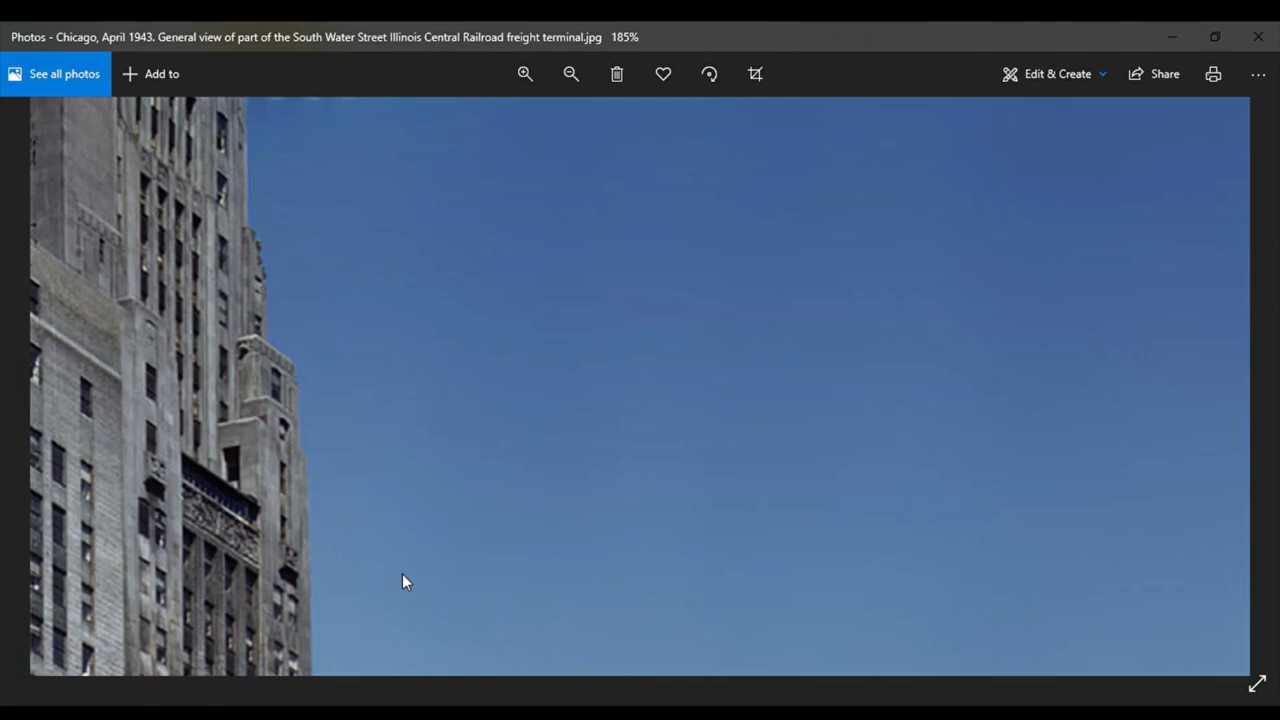 Photos - Chicago, April 1943. General view of part of the South Water Street Illinois Central Railroad freight terminal.jpg 185%
See all photos
Add to
Edit & Create
Share